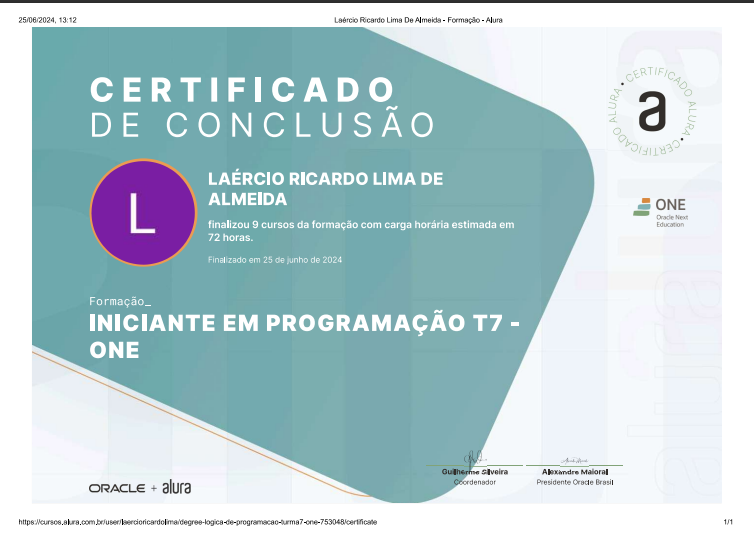 25/06/2024, 13:12
Laércio Ricardo Lima De Almeida - Formação - Alura
CERTIFICADO
DE CONCLUSÃO
CERTIFICADO ALURA • CERTIFICADO ALURA •
a
L
LAÉRCIO RICARDO LIMA DE
ALMEIDA
finalizou 9 cursos da formação com carga horária estimada em
72 horas.
Finalizado em 25 de junho de 2024
ONE
Oracle Next
Education
Formação_
INICIANTE EM PROGRAMAÇÃO T7 -
ONE
ORACLE + alura
Guilherme Silveira
Coordenador
Alexandre Maioral
Presidente Oracle Brasil
https://cursos.alura.com.br/user/laercioricardolima/degree-logica-de-programacao-turma7-one-753048/certificate
1/1